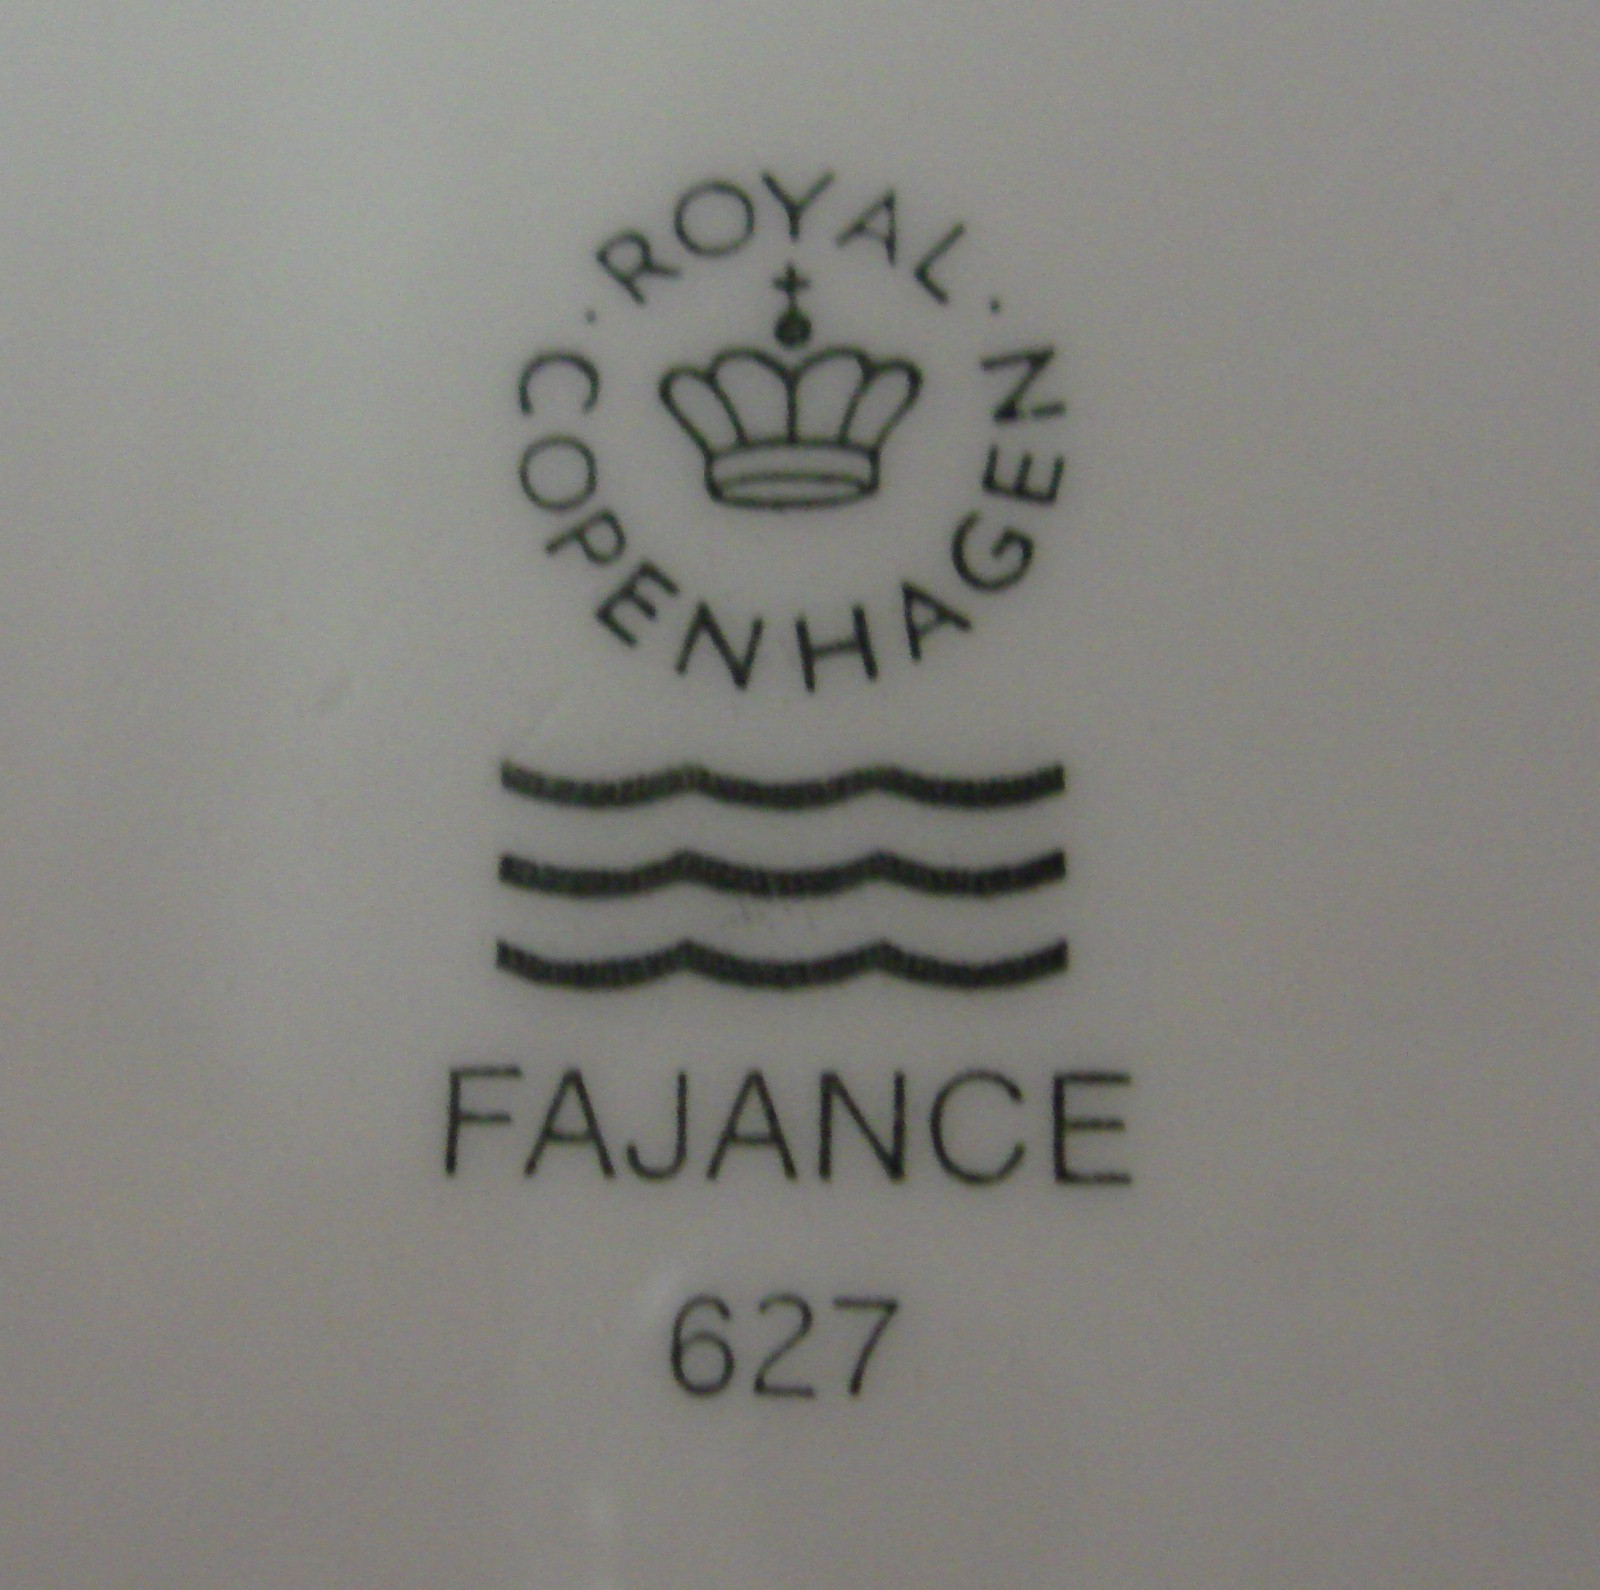 · ROYAL ·
COPENHAGEN
FAJANCE
627